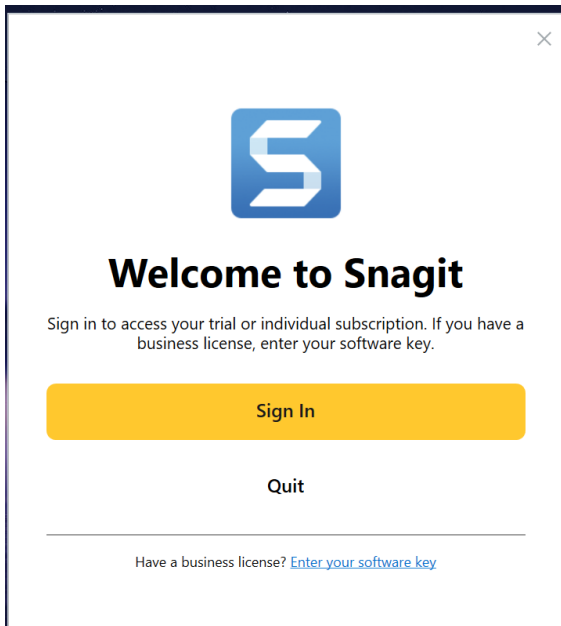 Welcome to Snagit
Sign in to access your trial or individual subscription. If you have a
business license, enter your software key.
Sign In
Quit
Have a business license? Enter your software key